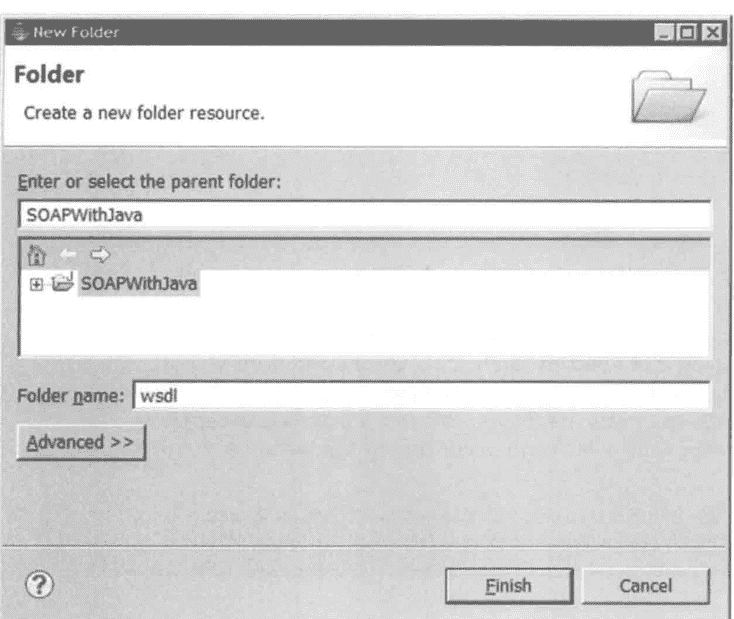 New Folder
Folder
Create a new folder resource.
Enter or select the parent folder:
SOAPWithJava
SOAPWithJava
Folder name: wsdl
Advanced >>
?
Finish Cancel